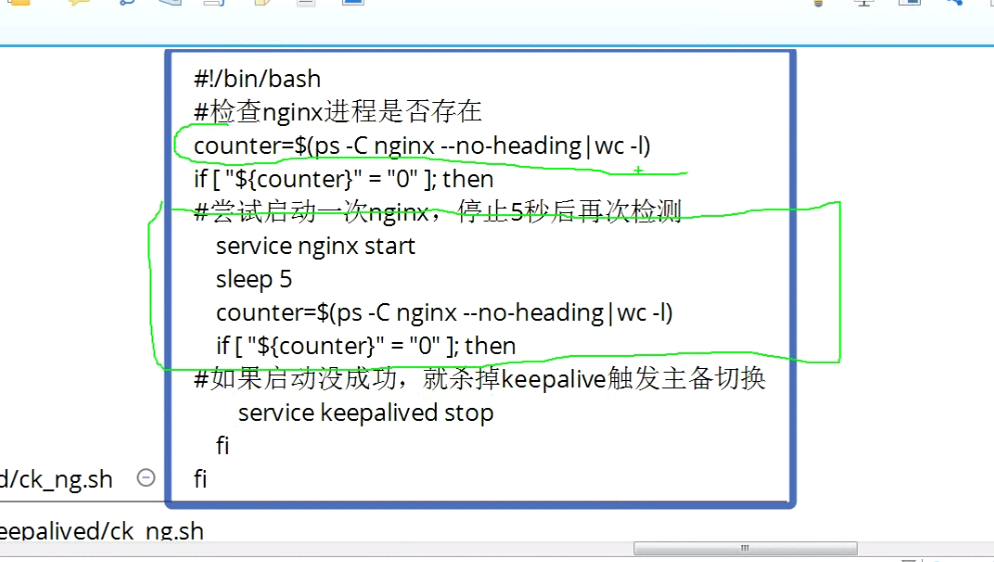 #!/bin/bash
#检查nginx进程是否存在
counter=$(ps -C nginx --no-heading|wc -l)
if [ "${counter}" = "0" ]; then
#尝试启动一次nginx，停止5秒后再次检测
service nginx start
sleep 5
counter=$(ps -C nginx --no-heading|wc -l)
if [ "${counter}" = "0" ]; then
#如果启动没成功，就杀掉keepalive触发主备切换
service keepalived stop
fi
fi
d/ck_ng.sh
eepalived/ck_ng.sh